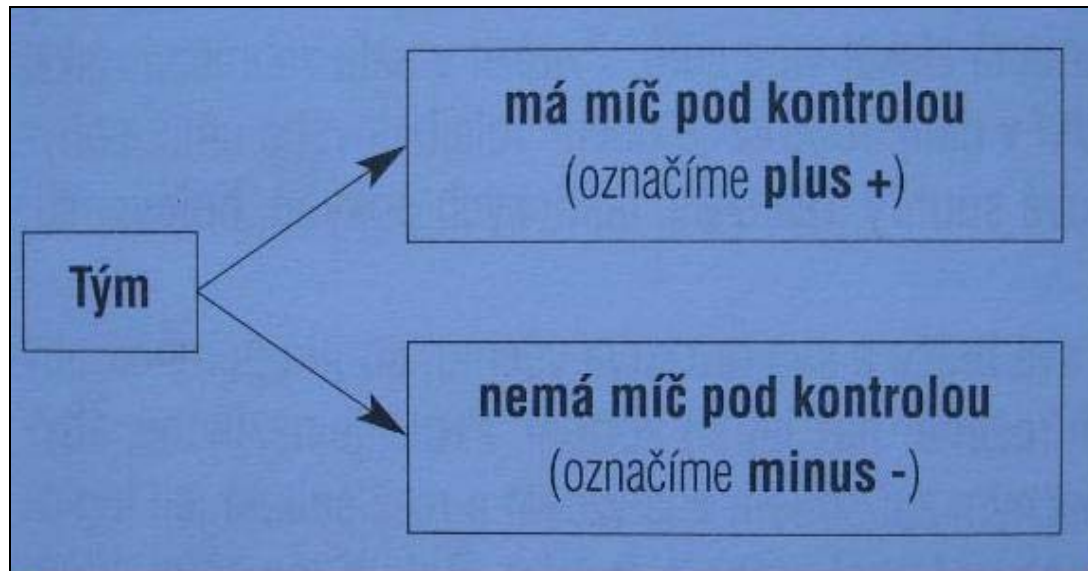 má míč pod kontrolou
(označíme plus +)
Tým
nemá míč pod kontrolou
(označíme minus -)